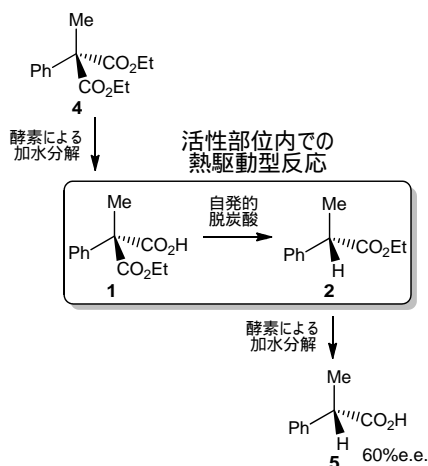 Me
Ph
CO2Et
CO2Et
4
酵素による
加水分解
活性部位内での
熱駆動型反応
Me
Ph
CO2H
CO2Et
1
自発的
脱炭酸
Me
Ph
CO2Et
H
2
酵素による
加水分解
Me
Ph
CO2H
H
5
60%e.e.